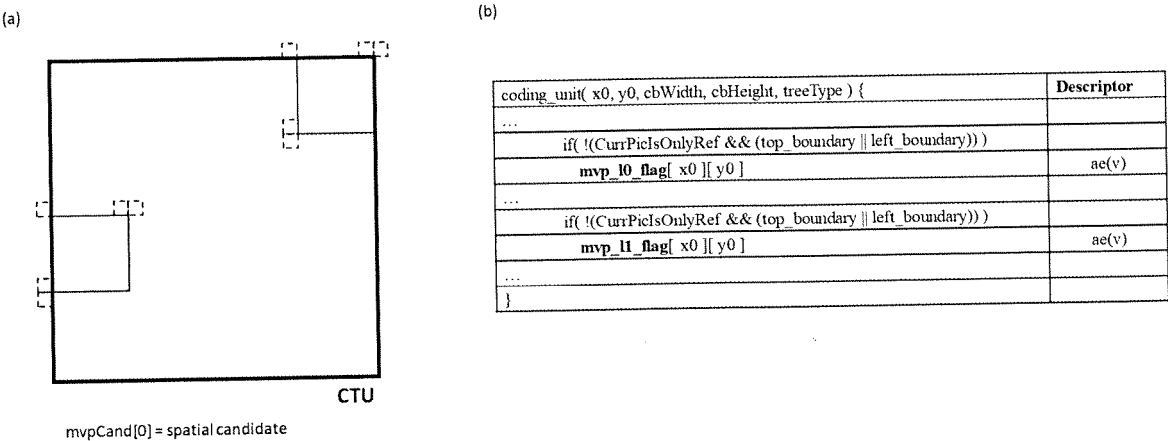 (a)
CTU
mvpCand[0] = spatial candidate
(b)
coding_unit( x0, y0, cbWidth, cbHeight, treeType ) { Descriptor
...
if( !(CurrPicIsOnlyRef && (top_boundary || left_boundary)) )
mvp_l0_flag[ x0 ][ y0 ] ae(v)
...
if( !(CurrPicIsOnlyRef && (top_boundary || left_boundary)) )
mvp_l1_flag[ x0 ][ y0 ] ae(v)
...
}